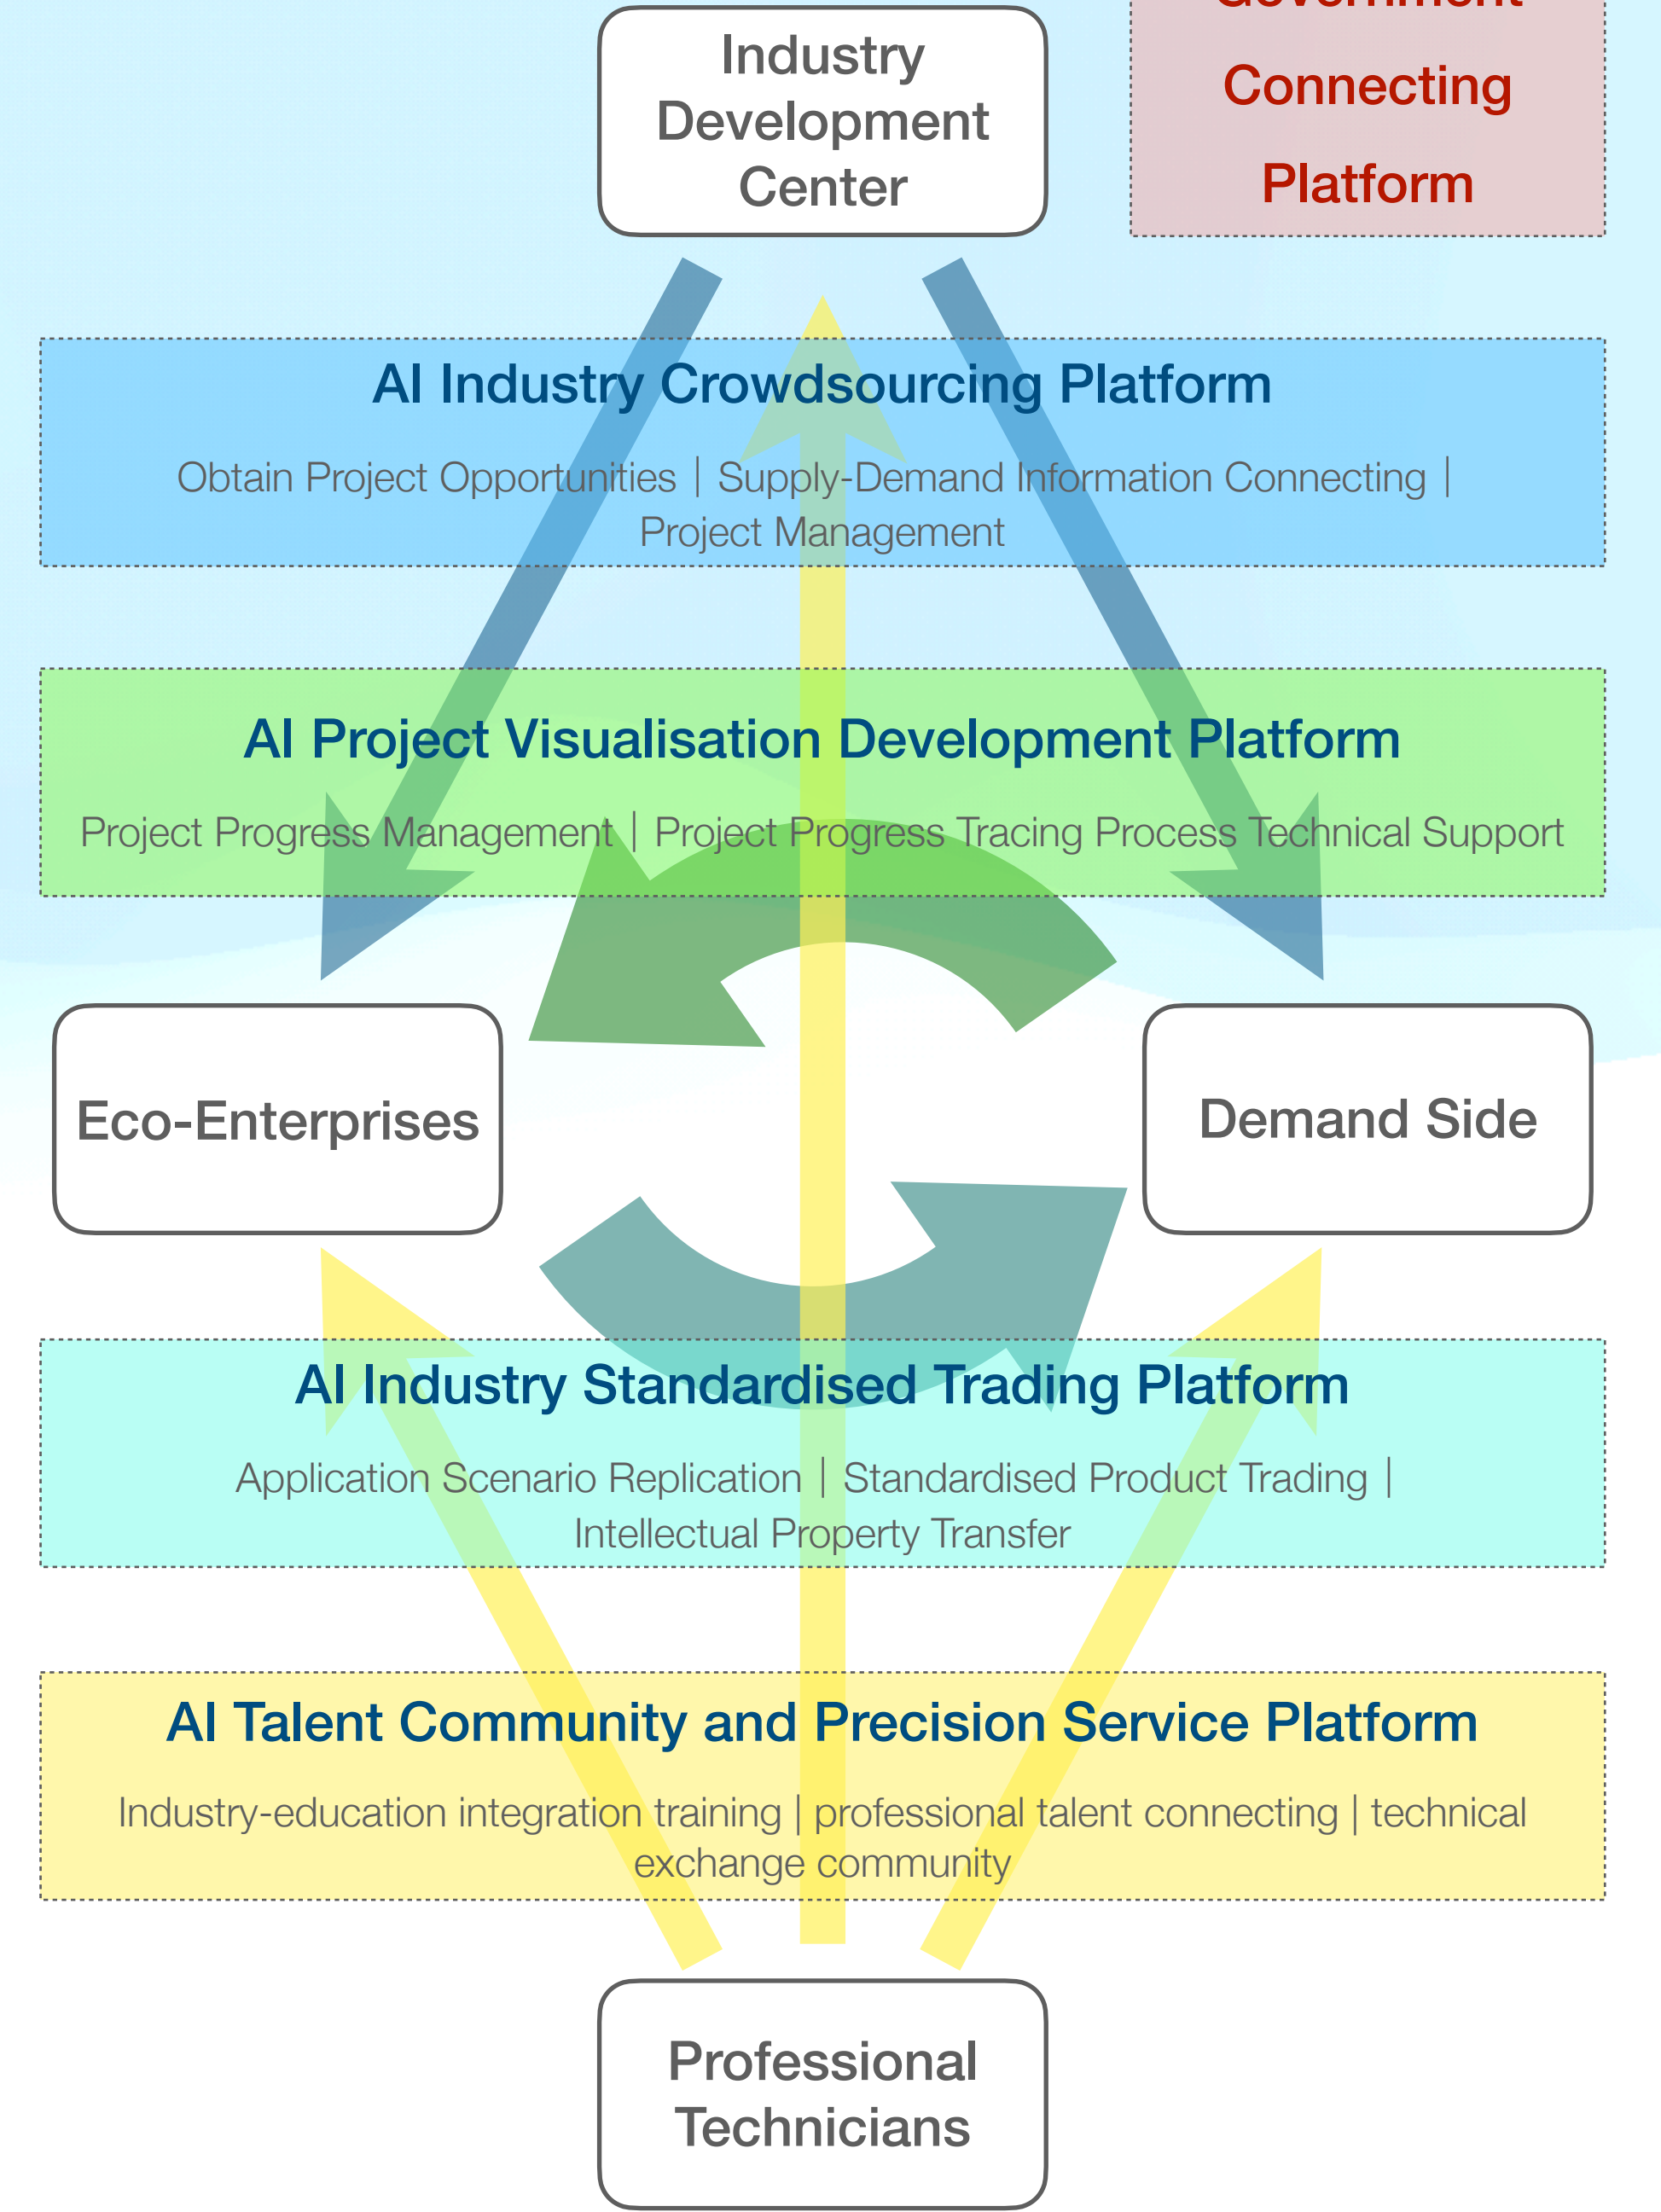 Industry
Development
Center
Government
Connecting
Platform
AI Industry Crowdsourcing Platform
Obtain Project Opportunities | Supply-Demand Information Connecting |
Project Management
AI Project Visualisation Development Platform
Project Progress Management | Project Progress Tracing Process Technical Support
Eco-Enterprises
Demand Side
AI Industry Standardised Trading Platform
Application Scenario Replication | Standardised Product Trading |
Intellectual Property Transfer
AI Talent Community and Precision Service Platform
Industry-education integration training | professional talent connecting | technical
exchange community
Professional
Technicians